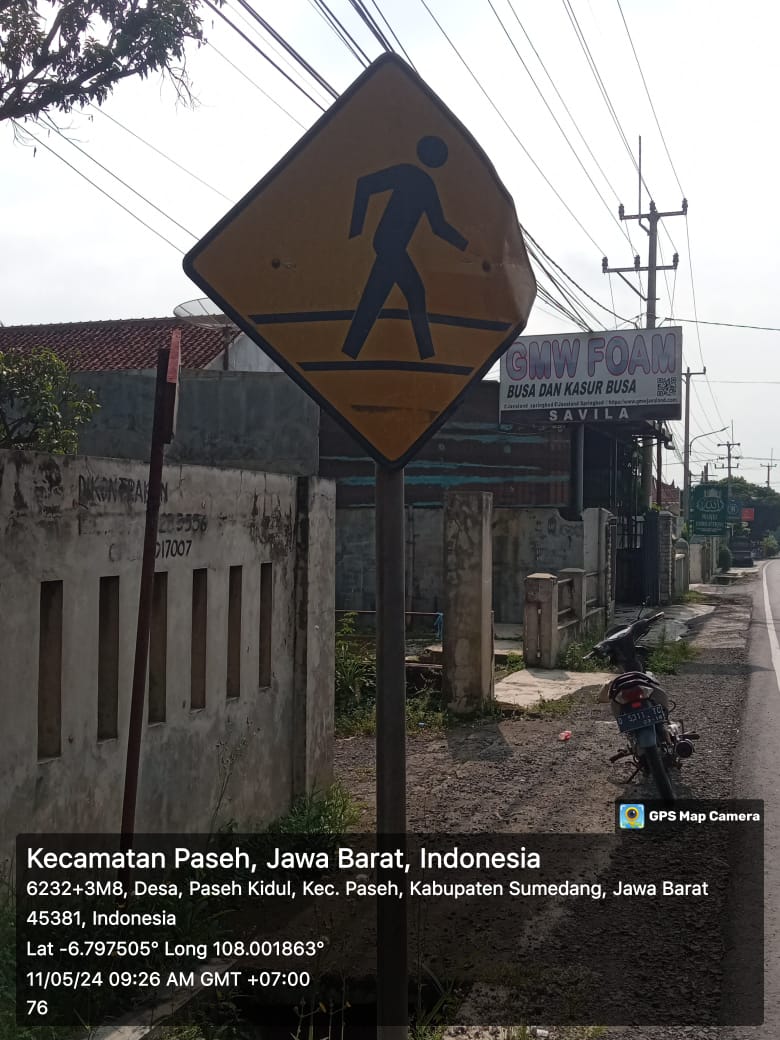 GMW FOAM
BUSA DAN KASUR BUSA
SAVILA
DIKONTRAKAN
017007
GPS Map Camera
Kecamatan Paseh, Jawa Barat, Indonesia
6232+3M8, Desa, Paseh Kidul, Kec. Paseh, Kabupaten Sumedang, Jawa Barat
45381, Indonesia
Lat -6.797505° Long 108.001863°
11/05/24 09:26 AM GMT +07:00
76